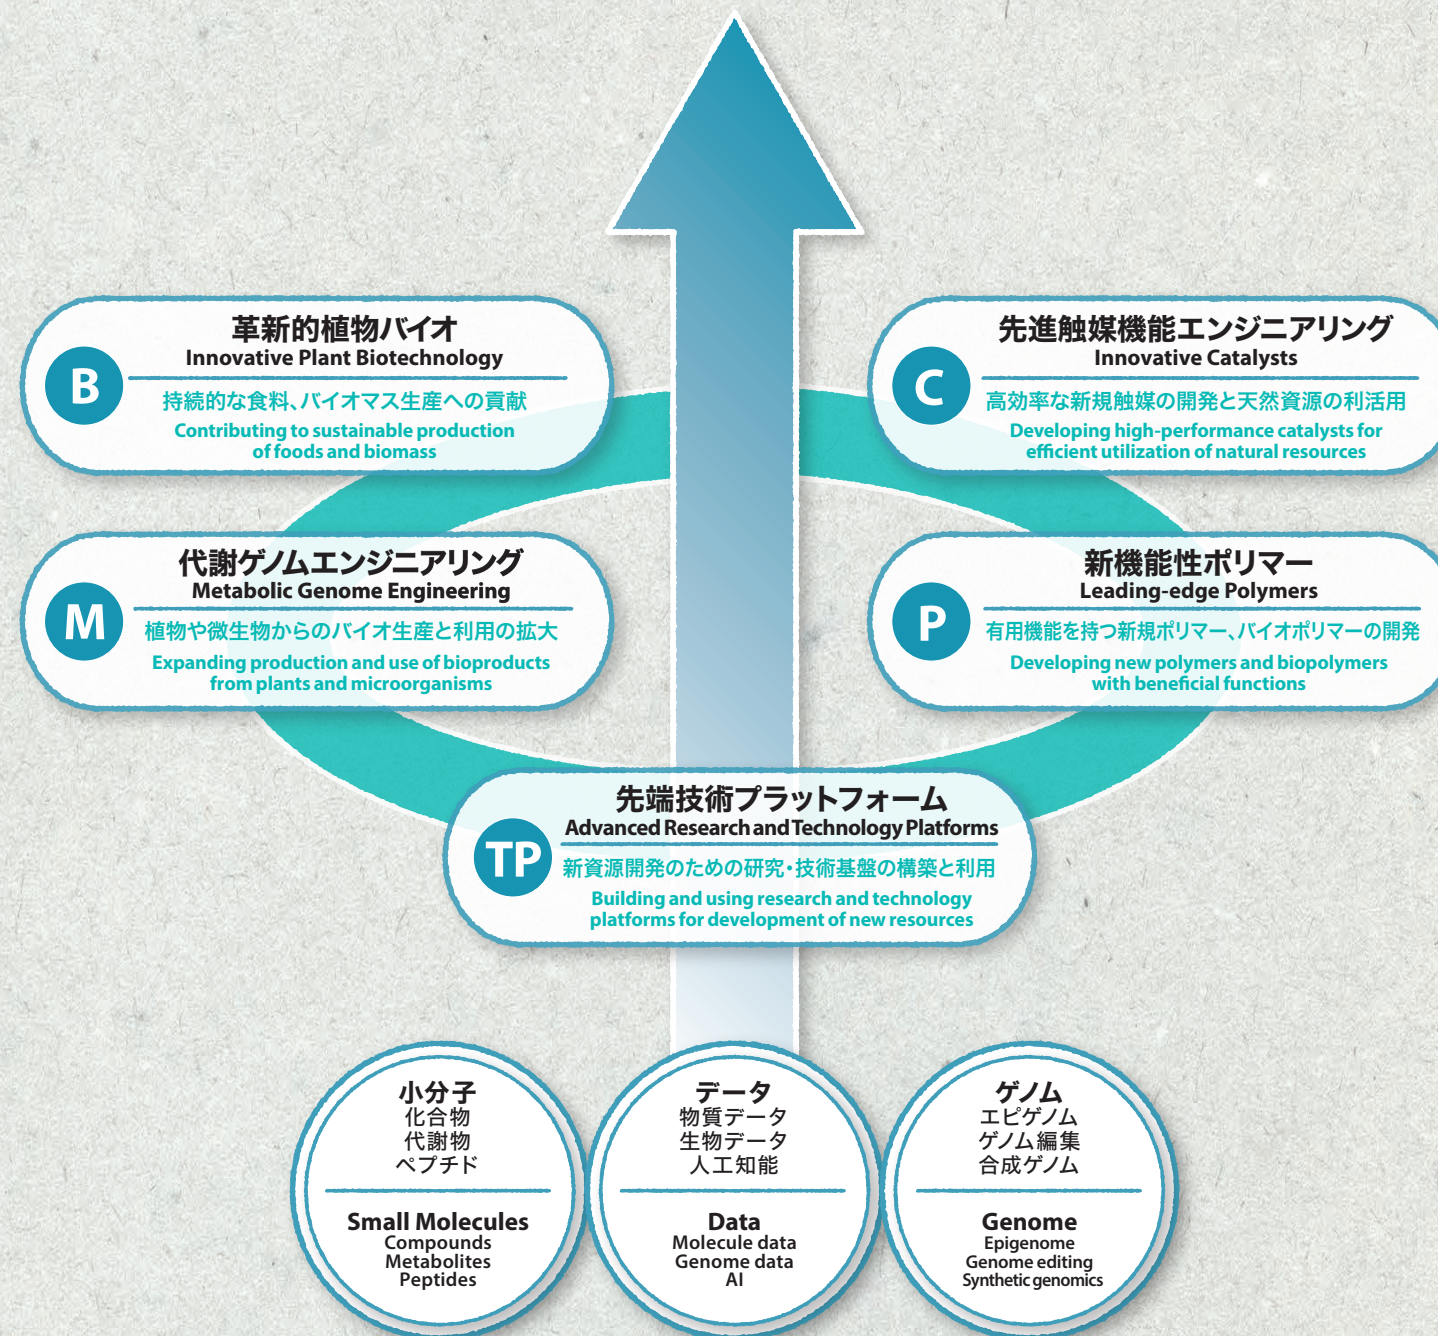 B
革新的植物バイオ
Innovative Plant Biotechnology
持続的な食料、バイオマス生産への貢献
Contributing to sustainable production
of foods and biomass
C
先進触媒機能エンジニアリング
Innovative Catalysts
高効率な新規触媒の開発と天然資源の利活用
Developing high-performance catalysts for
efficient utilization of natural resources
M
代謝ゲノムエンジニアリング
Metabolic Genome Engineering
植物や微生物からのバイオ生産と利用の拡大
Expanding production and use of bioproducts
from plants and microorganisms
P
新機能性ポリマー
Leading-edge Polymers
有用機能を持つ新規ポリマー、バイオポリマーの開発
Developing new polymers and biopolymers
with beneficial functions
TP
先端技術プラットフォーム
Advanced Research and Technology Platforms
新資源開発のための研究・技術基盤の構築と利用
Building and using research and technology
platforms for development of new resources
小分子
化合物
代謝物
ペプチド
Small Molecules
Compounds
Metabolites
Peptides
データ
物質データ
生物データ
人工知能
Data
Molecule data
Genome data
AI
ゲノム
エピゲノム
ゲノム編集
合成ゲノム
Genome
Epigenome
Genome editing
Synthetic genomics